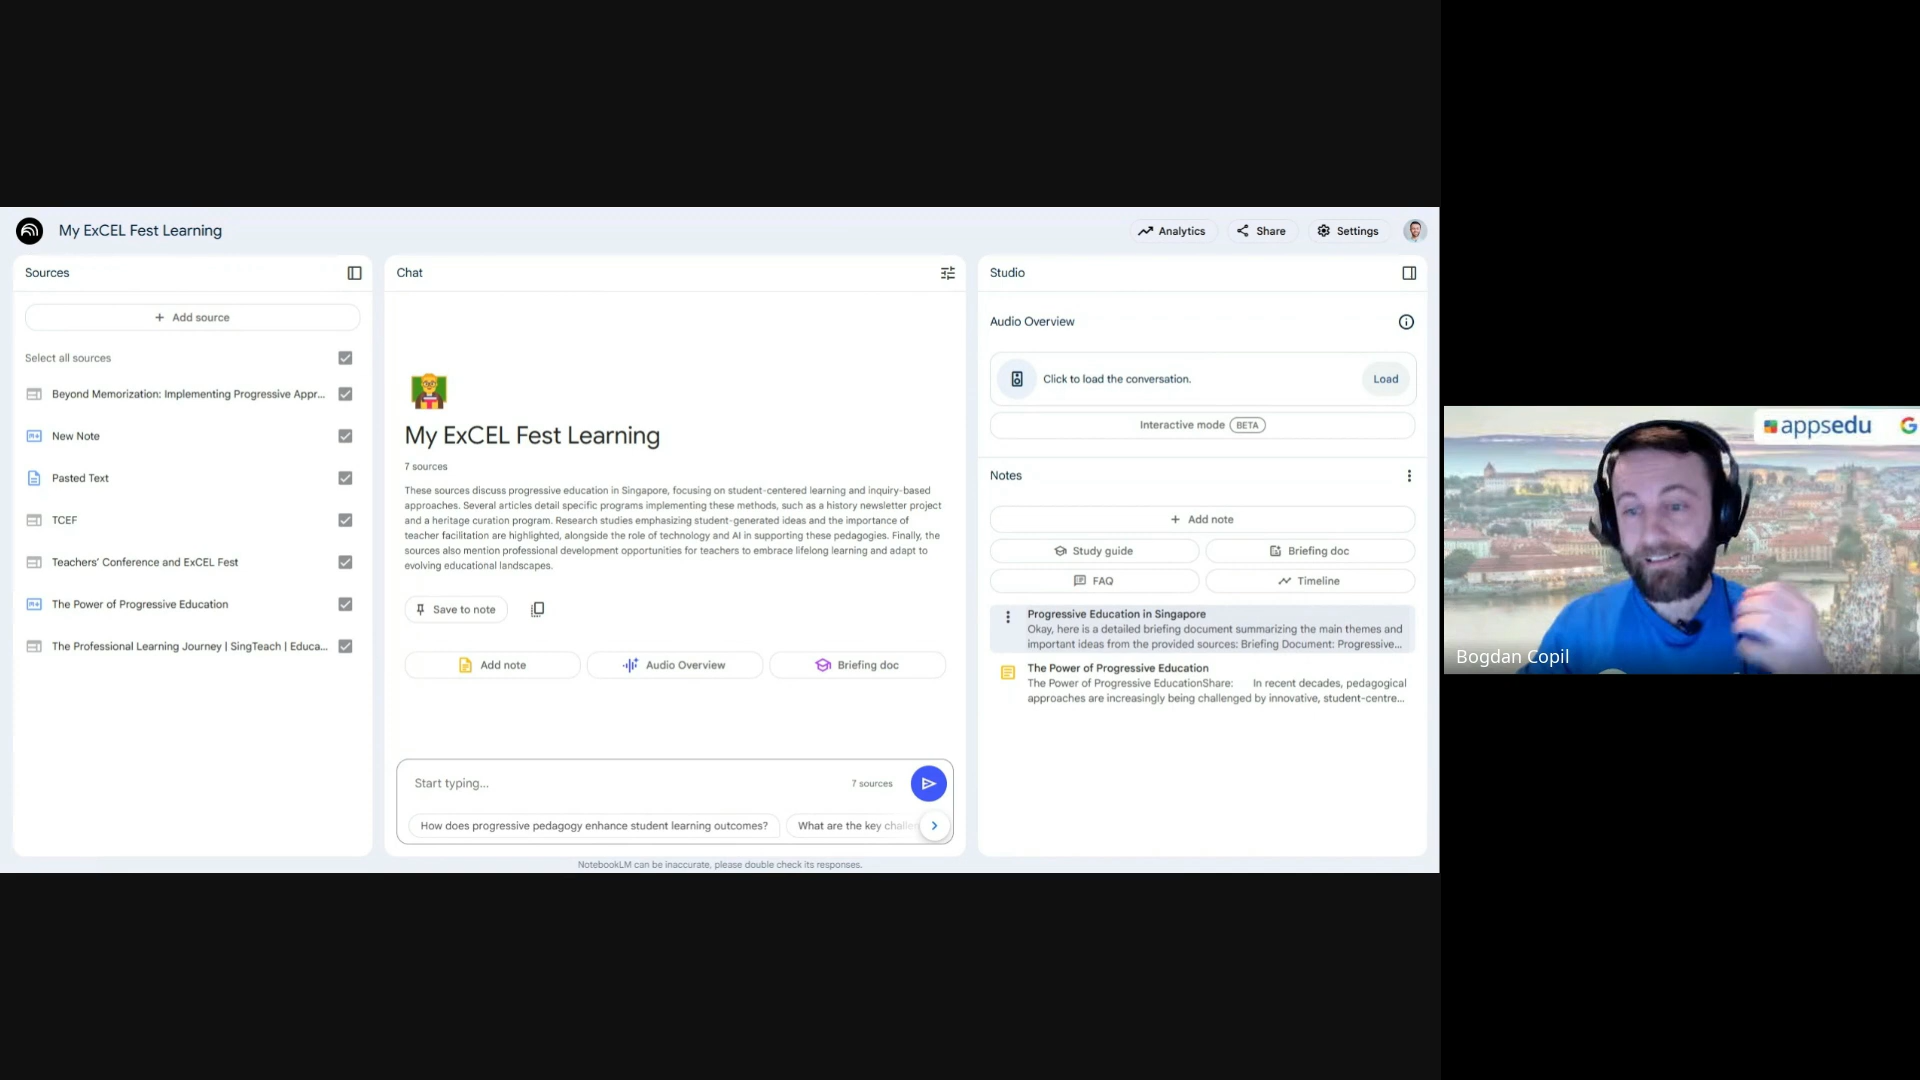 My ExCEL Fest Learning
Analytics
Share
Settings
Sources
Add source
Select all sources
Beyond Memorization: Implementing Progressive Appr...
New Note
Pasted Text
TCEF
Teachers' Conference and ExCEL Fest
The Power of Progressive Education
The Professional Learning Journey | SingTeach | Educa...
Chat
My ExCEL Fest Learning
7 sources
These sources discuss progressive education in Singapore, focusing on student-centered learning and inquiry-based
approaches. Several articles detail specific programs implementing these methods, such as a history newsletter project
and a heritage curation program. Research studies emphasizing student-generated ideas and the importance of
teacher facilitation are highlighted, alongside the role of technology and AI in supporting these pedagogies. Finally, the
sources also mention professional development opportunities for teachers to embrace lifelong learning and adapt to
evolving educational landscapes.
Save to note
Add note
Audio Overview
Briefing doc
Start typing...
7 sources
How does progressive pedagogy enhance student learning outcomes?
What are the key challen
NotebookLM can be inaccurate, please double check its responses.
Studio
Audio Overview
Click to load the conversation.
Load
Interactive mode BETA
Notes
Add note
Study guide
Briefing doc
FAQ
Timeline
Progressive Education in Singapore
Okay, here is a detailed briefing document summarizing the main themes and
important ideas from the provided sources: Briefing Document: Progressive...
The Power of Progressive Education
The Power of Progressive EducationShare: In recent decades, pedagogical
approaches are increasingly being challenged by innovative, student-centre...
appsedu
G
Bogdan Copil